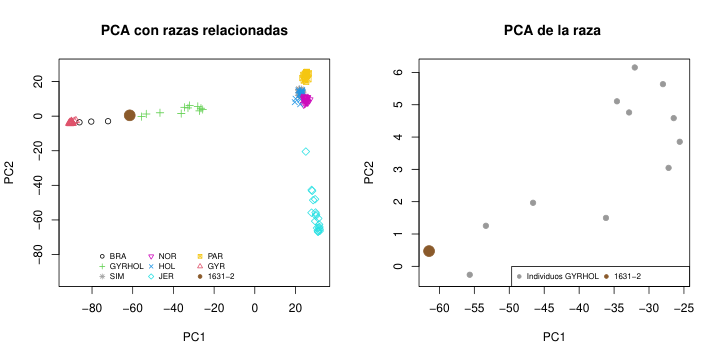 PCA con razas relacionadas
PC2
20
0
−20
−40
−60
−80
BRA NOR PAR
GYRHOL HOL GYR
SIM JER 1631−2
−80 −60 −40 −20 0 20
PC1
PCA de la raza
PC2
6
5
4
3
2
1
0
Individuos GYRHOL 1631−2
−60 −55 −50 −45 −40 −35 −30 −25
PC1